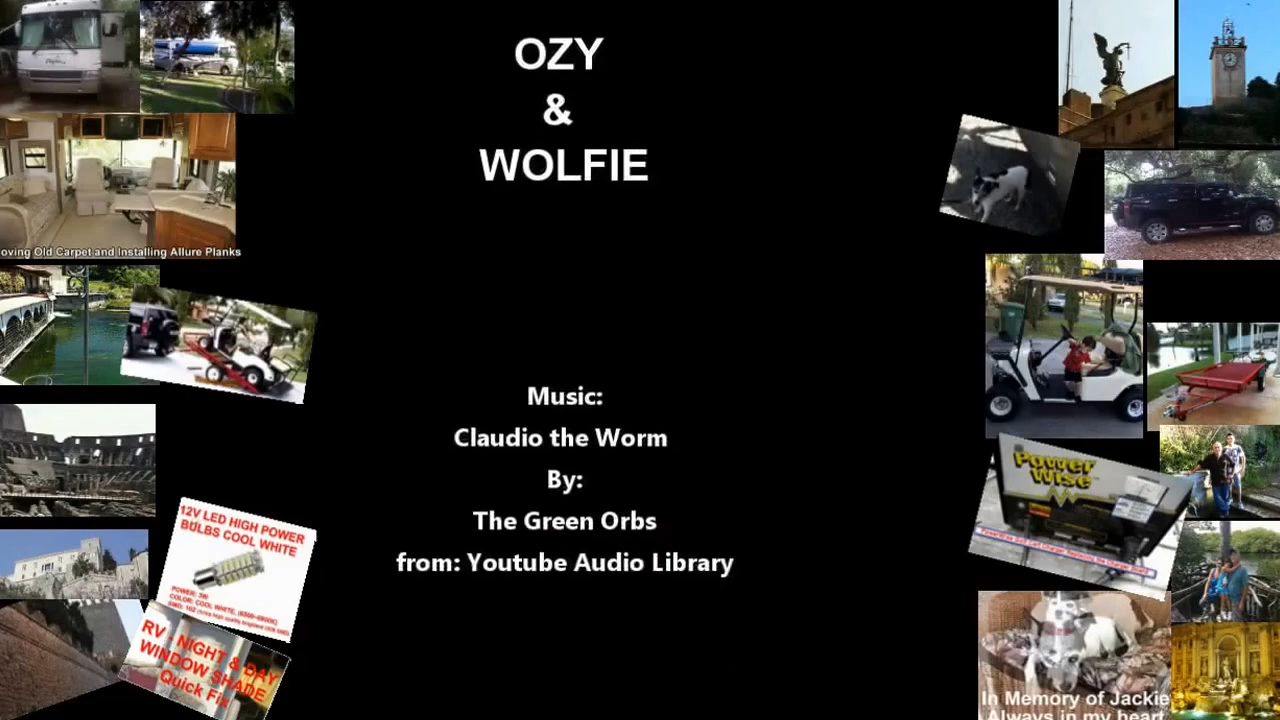 OZY
&
WOLFIE
Music:
Claudio the Worm
By:
The Green Orbs
from: Youtube Audio Library
oving Old Carpet and Installing Allure Planks
12V LED HIGH POWER
BULBS COOL WHITE
POWER: 3W
RV - NIGHT & DAY
WINDOW SHADE
Quick Fix
Power
Wise
In Memory of Jackie
Always in my heart